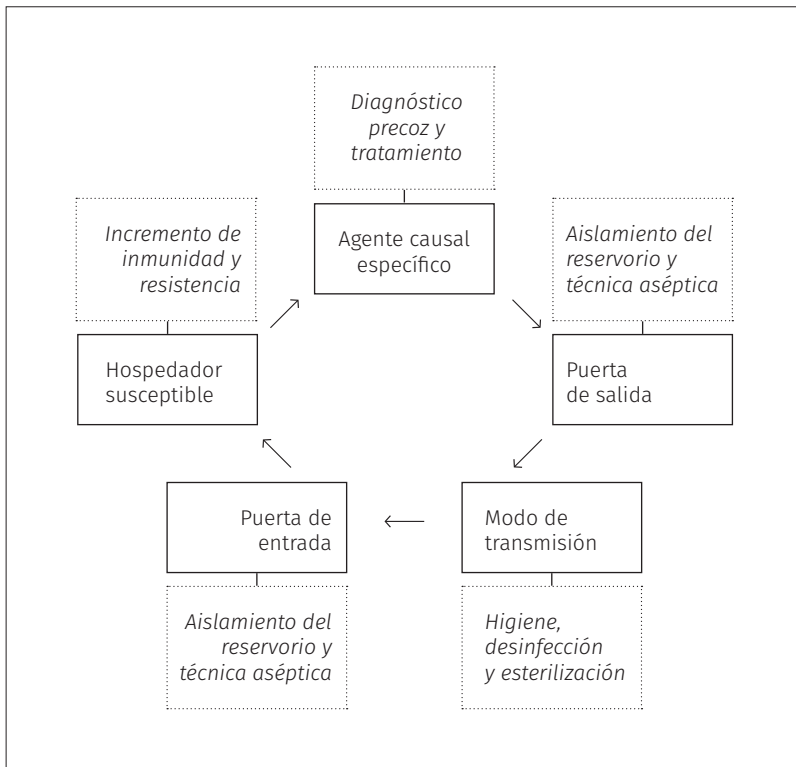 Diagnóstico
precoz y
tratamiento
Agente causal
específico
Incremento de
inmunidad y
resistencia
Hospedador
susceptible
Aislamiento del
reservorio y
técnica aséptica
Puerta
de salida
Puerta de
entrada
Aislamiento del
reservorio y
técnica aséptica
Modo de
transmisión
Higiene,
desinfección
y esterilización